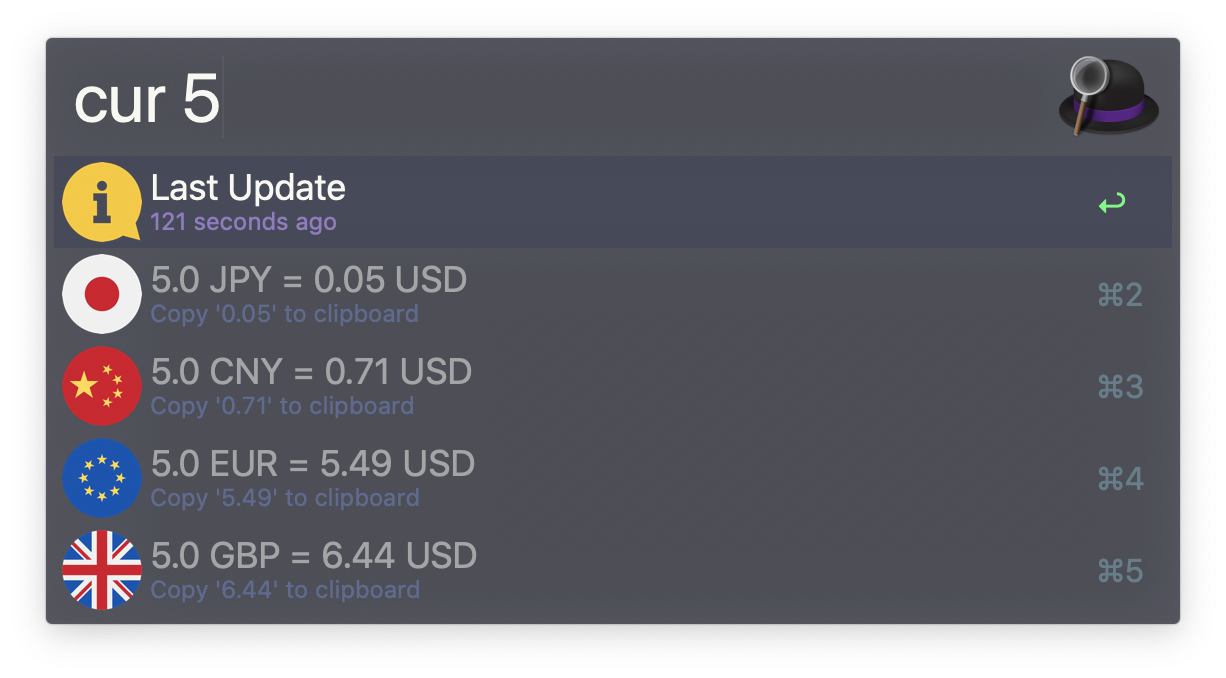 cur 5
Last Update
121 seconds ago
5.0 JPY = 0.05 USD
Copy '0.05' to clipboard
⌘2
5.0 CNY = 0.71 USD
Copy '0.71' to clipboard
⌘3
5.0 EUR = 5.49 USD
Copy '5.49' to clipboard
⌘4
5.0 GBP = 6.44 USD
Copy '6.44' to clipboard
⌘5